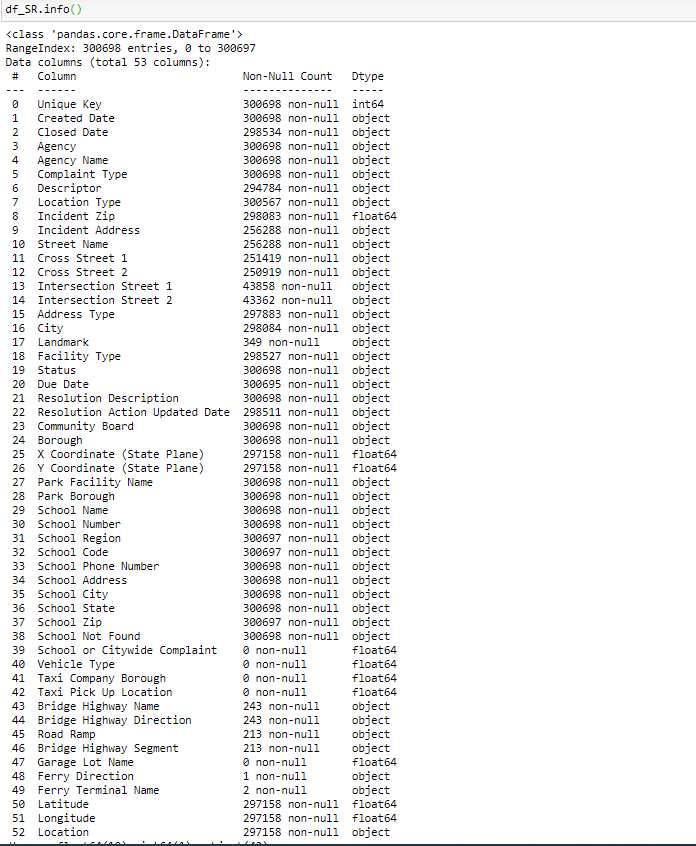 df_SR.info()
<class 'pandas.core.frame.DataFrame'>
RangeIndex: 300698 entries, 0 to 300697
Data columns (total 53 columns):
 #   Column                          Non-Null Count   Dtype
---  ------                          --------------   -----
 0   Unique Key                      300698 non-null  int64
 1   Created Date                    300698 non-null  object
 2   Closed Date                     298534 non-null  object
 3   Agency                          300698 non-null  object
 4   Agency Name                     300698 non-null  object
 5   Complaint Type                  300698 non-null  object
 6   Descriptor                      294784 non-null  object
 7   Location Type                   300567 non-null  object
 8   Incident Zip                    298083 non-null  float64
 9   Incident Address                256288 non-null  object
 10  Street Name                     256288 non-null  object
 11  Cross Street 1                  251419 non-null  object
 12  Cross Street 2                  250919 non-null  object
 13  Intersection Street 1           43858 non-null   object
 14  Intersection Street 2           43362 non-null   object
 15  Address Type                    297883 non-null  object
 16  City                            298084 non-null  object
 17  Landmark                        349 non-null     object
 18  Facility Type                   298527 non-null  object
 19  Status                          300698 non-null  object
 20  Due Date                        300695 non-null  object
 21  Resolution Description          300698 non-null  object
 22  Resolution Action Updated Date  298511 non-null  object
 23  Community Board                 300698 non-null  object
 24  Borough                         300698 non-null  object
 25  X Coordinate (State Plane)      297158 non-null  float64
 26  Y Coordinate (State Plane)      297158 non-null  float64
 27  Park Facility Name              300698 non-null  object
 28  Park Borough                    300698 non-null  object
 29  School Name                     300698 non-null  object
 30  School Number                   300698 non-null  object
 31  School Region                   300697 non-null  object
 32  School Code                     300697 non-null  object
 33  School Phone Number             300698 non-null  object
 34  School Address                  300698 non-null  object
 35  School City                     300698 non-null  object
 36  School State                    300698 non-null  object
 37  School Zip                      300697 non-null  object
 38  School Not Found                300698 non-null  object
 39  School or Citywide Complaint    0 non-null       float64
 40  Vehicle Type                    0 non-null       float64
 41  Taxi Company Borough            0 non-null       float64
 42  Taxi Pick Up Location           0 non-null       float64
 43  Bridge Highway Name             243 non-null     object
 44  Bridge Highway Direction        243 non-null     object
 45  Road Ramp                       213 non-null     object
 46  Bridge Highway Segment          213 non-null     object
 47  Garage Lot Name                 0 non-null       float64
 48  Ferry Direction                 1 non-null       object
 49  Ferry Terminal Name             2 non-null       object
 50  Latitude                        297158 non-null  float64
 51  Longitude                       297158 non-null  float64
 52  Location                        297158 non-null  object